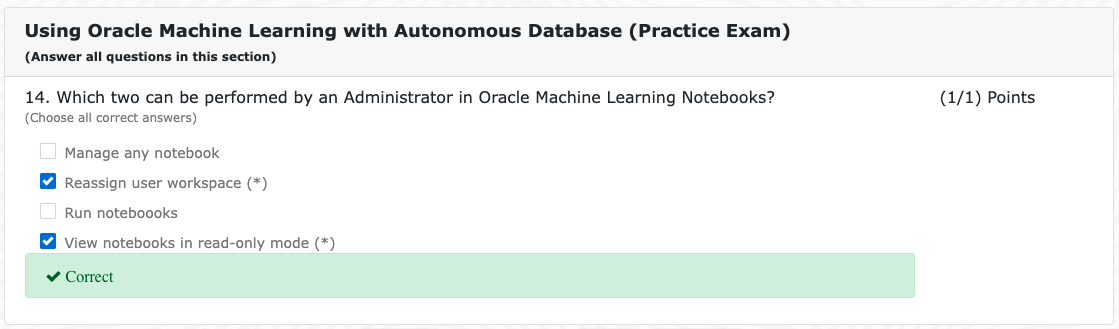 Using Oracle Machine Learning with Autonomous Database (Practice Exam)
(Answer all questions in this section)
14. Which two can be performed by an Administrator in Oracle Machine Learning Notebooks? (1/1) Points
(Choose all correct answers)
Manage any notebook
Reassign user workspace (*)
Run noteboooks
View notebooks in read-only mode (*)
Correct